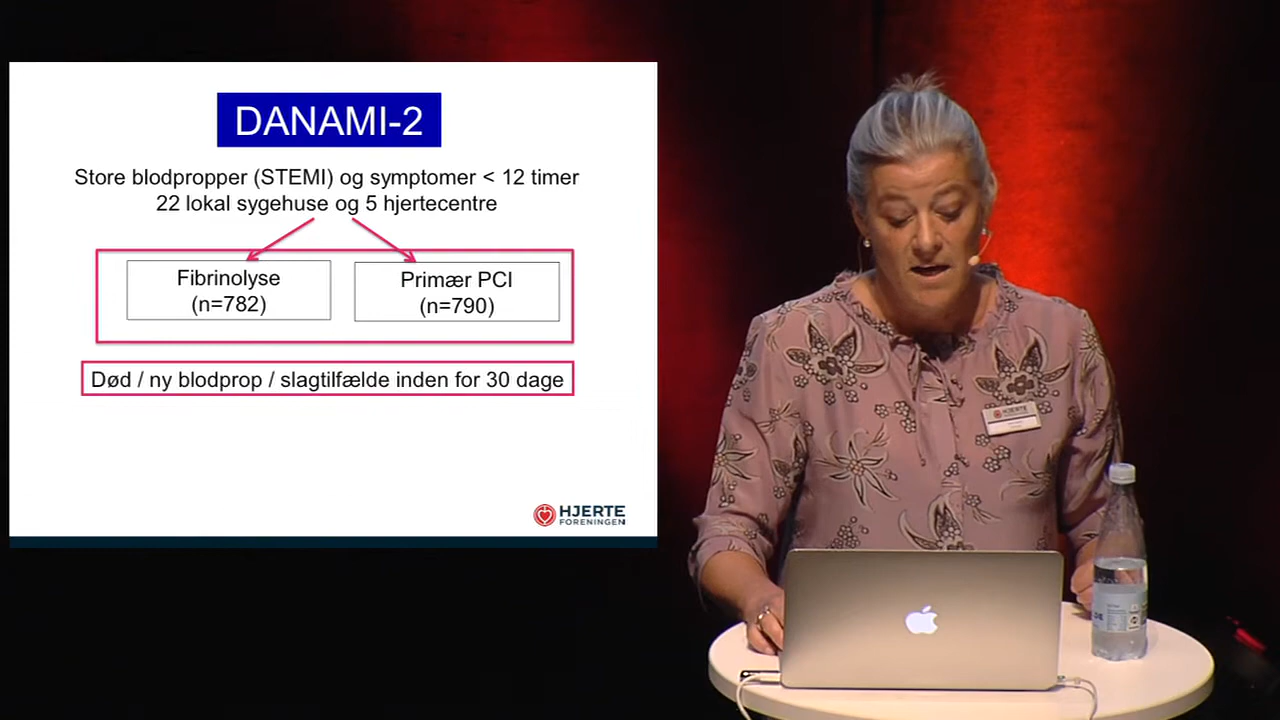 DANAMI-2
Store blodpropper (STEMI) og symptomer < 12 timer
22 lokal sygehuse og 5 hjertecentre
Fibrinolyse
(n=782)
Primær PCI
(n=790)
Død / ny blodprop / slagtilfælde inden for 30 dage
HJERTE
FORENINGEN
HJERTE